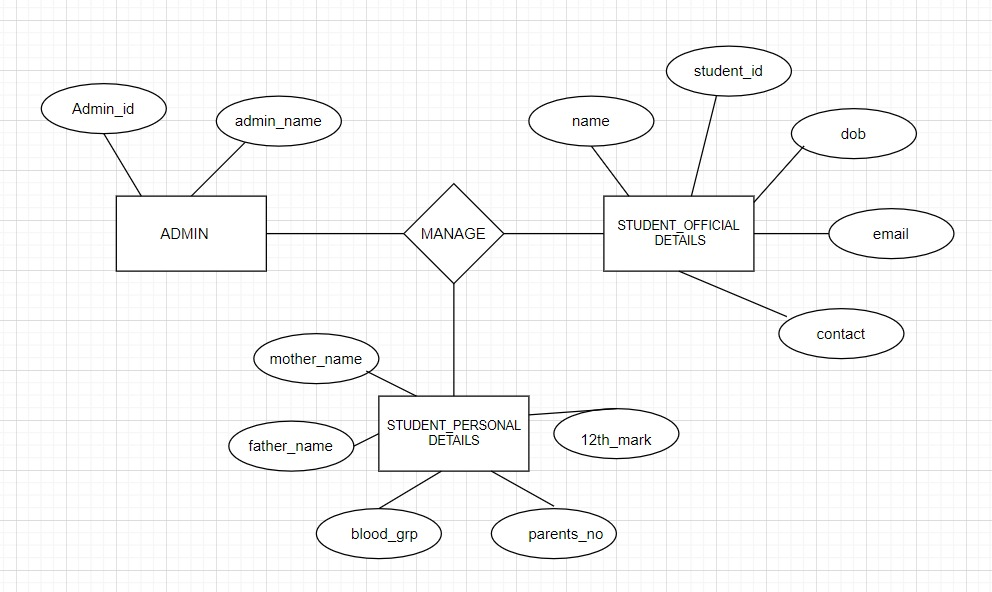 student_id
Admin_id
admin_name
name
dob
ADMIN
MANAGE
STUDENT_OFFICIAL
DETAILS
email
contact
mother_name
father_name
STUDENT_PERSONAL
DETAILS
12th_mark
blood_grp
parents_no